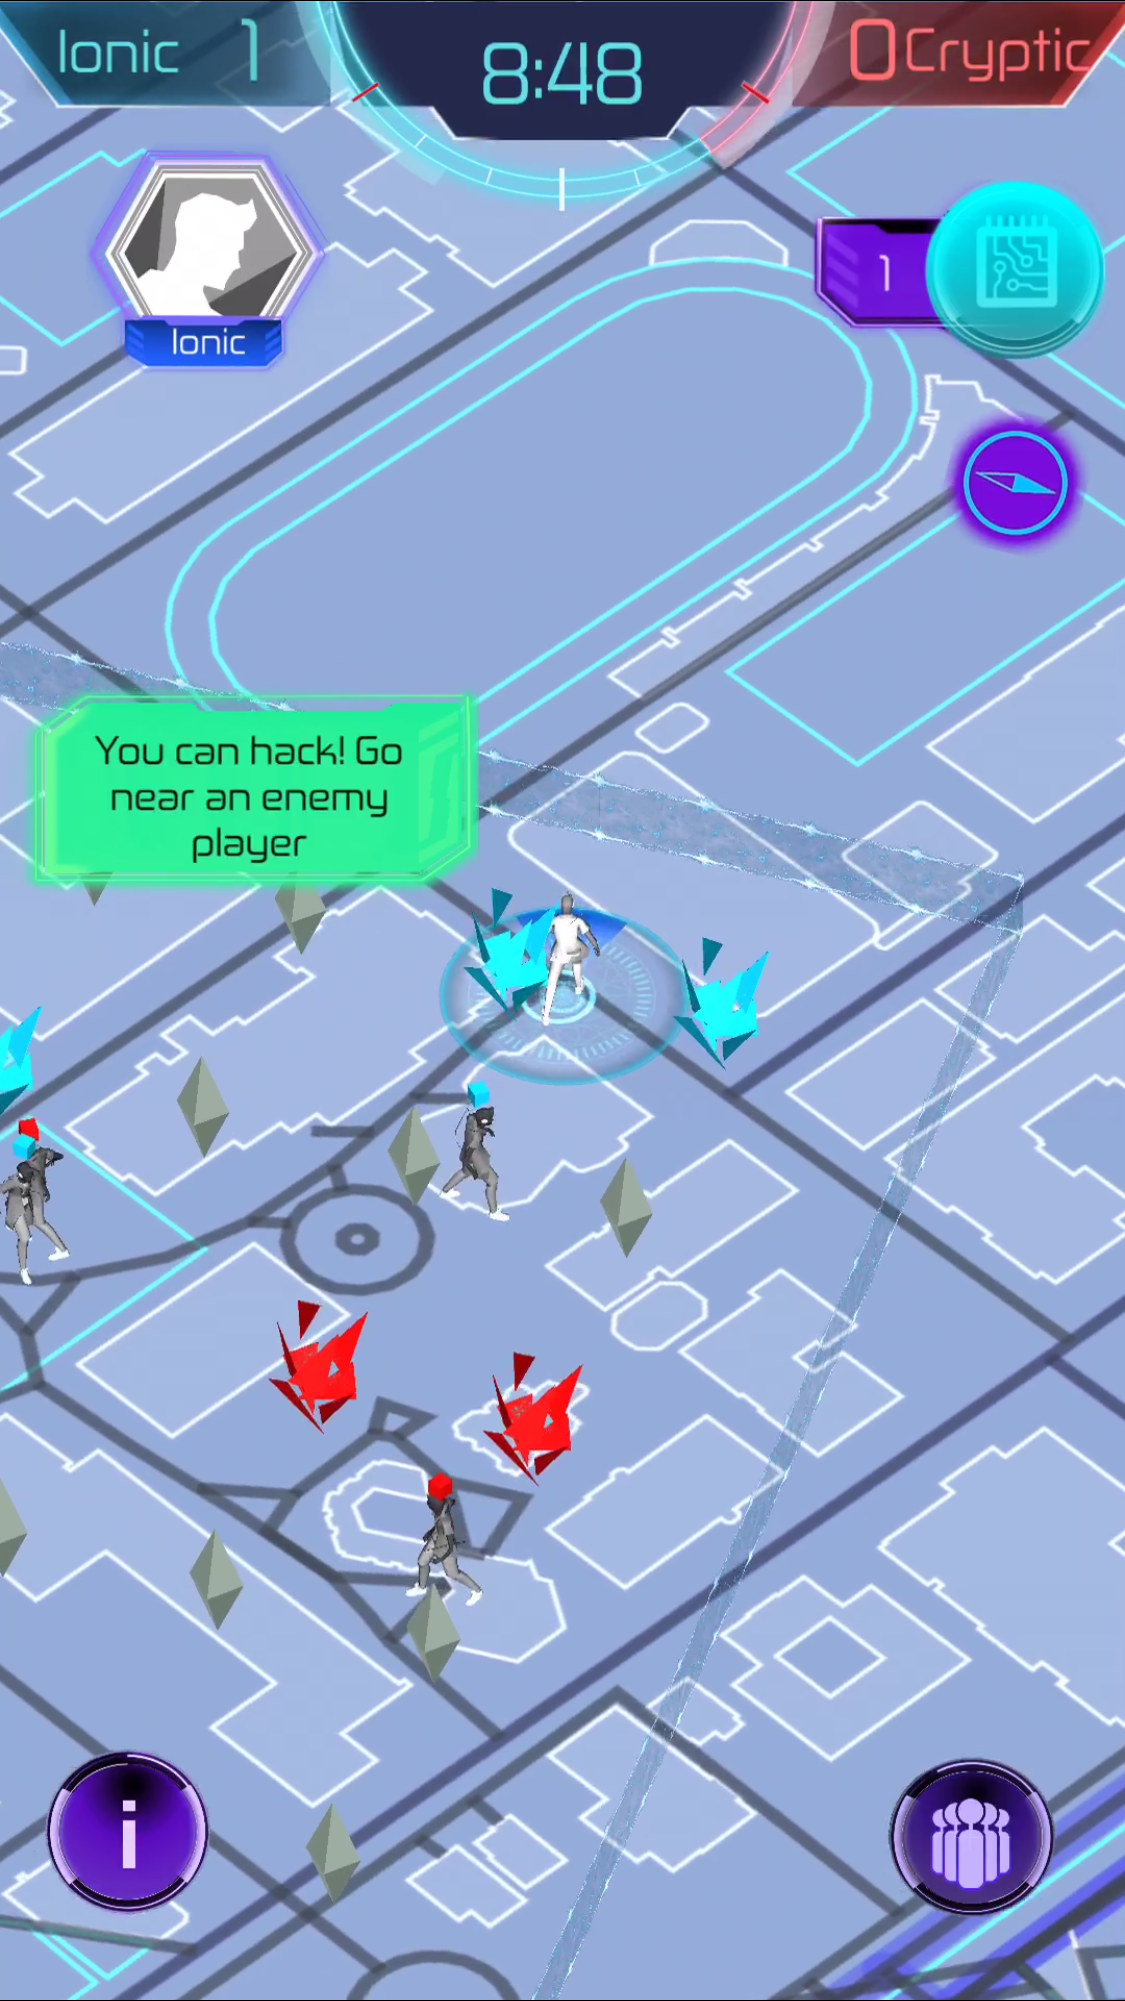 Ionic 1
8:48
0 Cryptic
Ionic
1
You can hack! Go
near an enemy
player
i